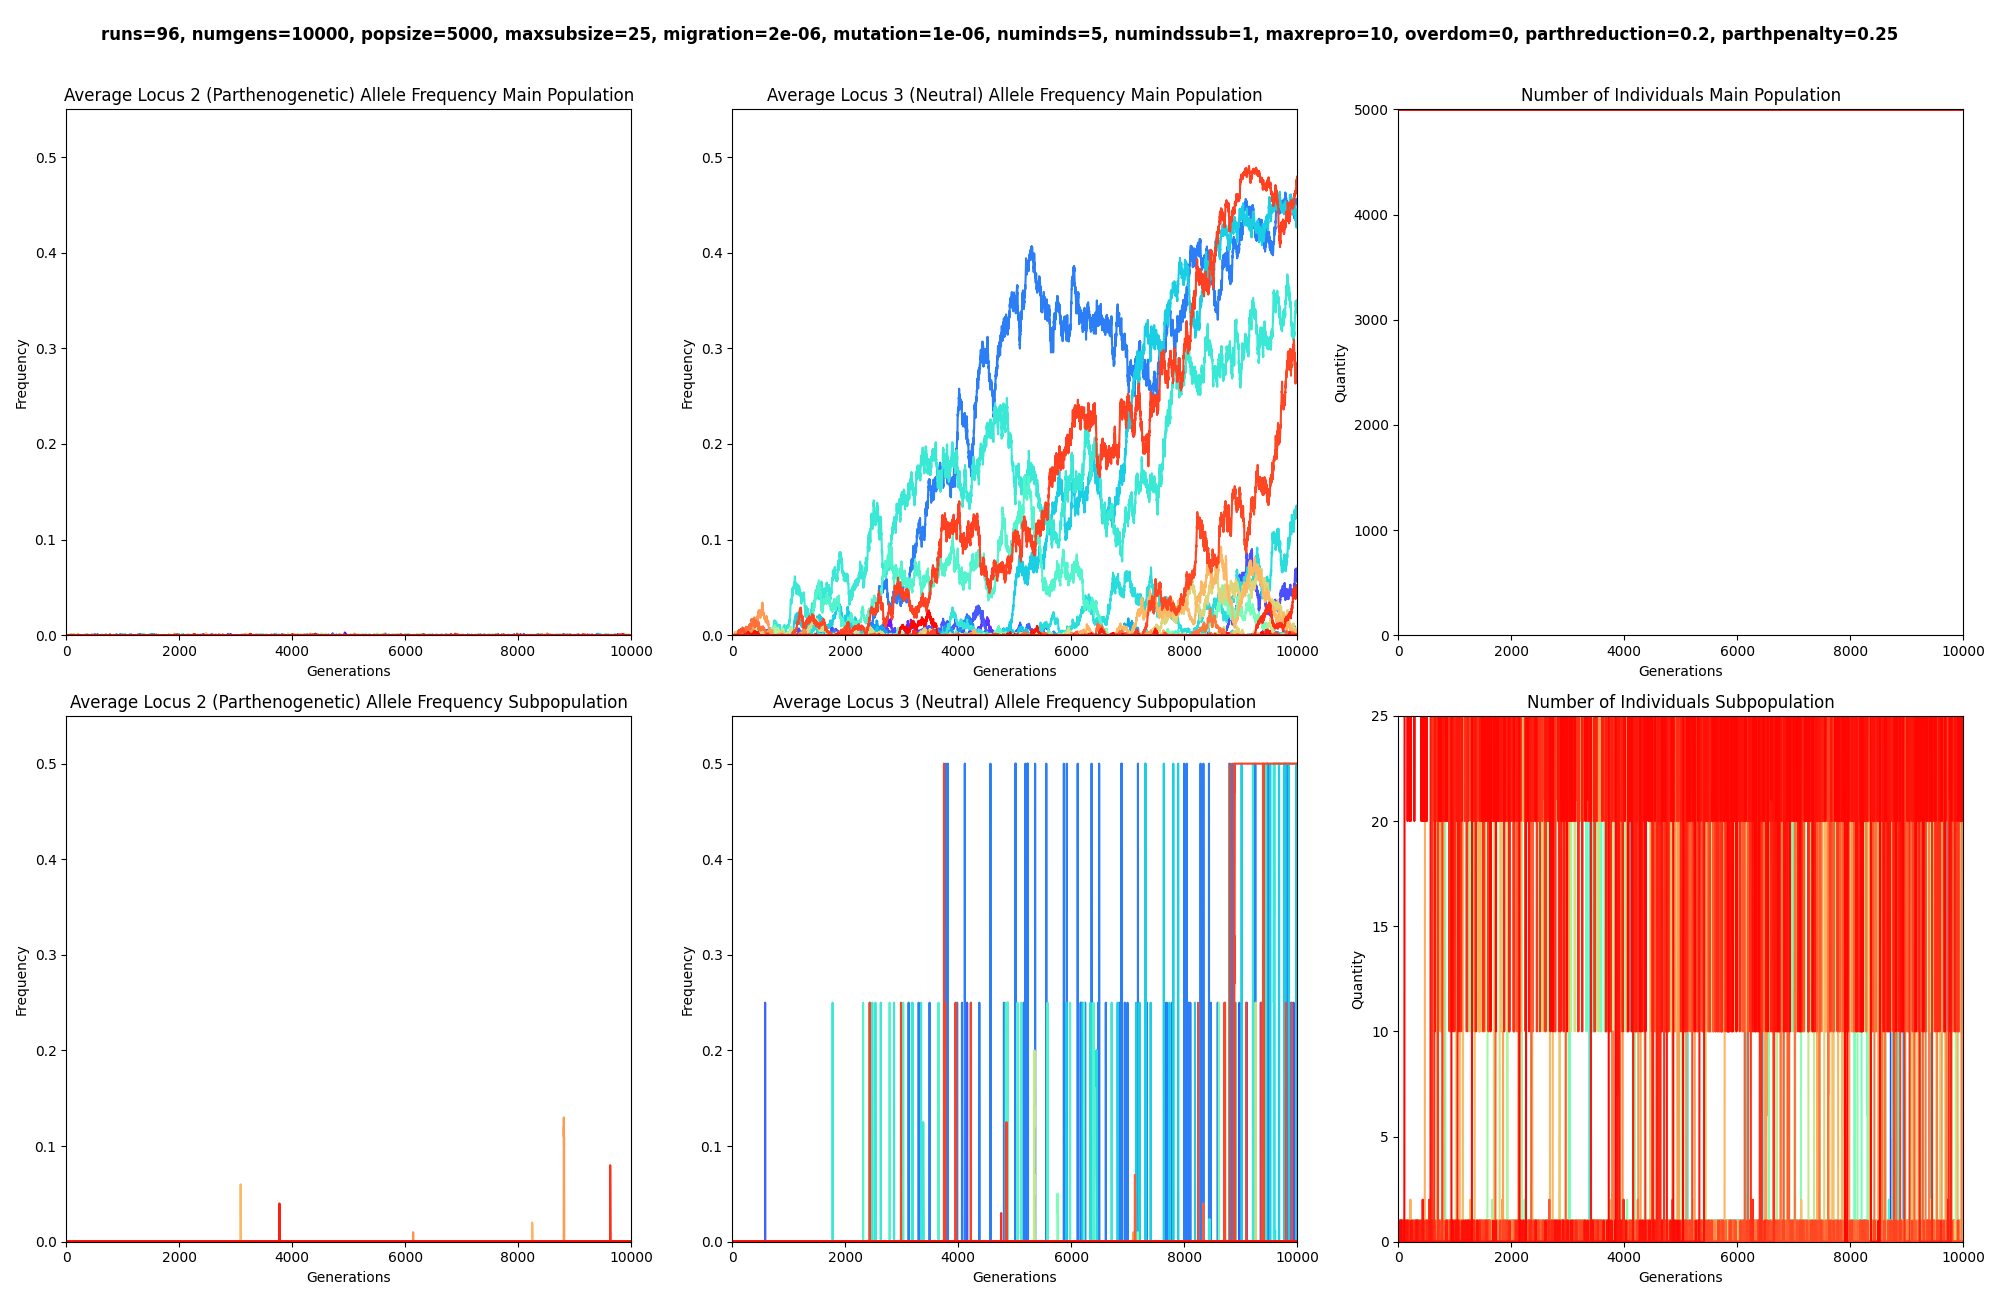 runs=96, numgens=10000, popsize=5000, maxsubsize=25, migration=2e-06, mutation=1e-06, numinds=5, numindssub=1, maxrepro=10, overdom=0, parthreduction=0.2, parthpenalty=0.25
Average Locus 2 (Parthenogenetic) Allele Frequency Main Population
Frequency
0.5
0.4
0.3
0.2
0.1
0.0
0 2000 4000 6000 8000 10000
Generations
Average Locus 3 (Neutral) Allele Frequency Main Population
Frequency
0.5
0.4
0.3
0.2
0.1
0.0
0 2000 4000 6000 8000 10000
Generations
Number of Individuals Main Population
Quantity
5000
4000
3000
2000
1000
0
0 2000 4000 6000 8000 10000
Generations
Average Locus 2 (Parthenogenetic) Allele Frequency Subpopulation
Frequency
0.5
0.4
0.3
0.2
0.1
0.0
0 2000 4000 6000 8000 10000
Generations
Average Locus 3 (Neutral) Allele Frequency Subpopulation
Frequency
0.5
0.4
0.3
0.2
0.1
0.0
0 2000 4000 6000 8000 10000
Generations
Number of Individuals Subpopulation
Quantity
25
20
15
10
5
0
0 2000 4000 6000 8000 10000
Generations